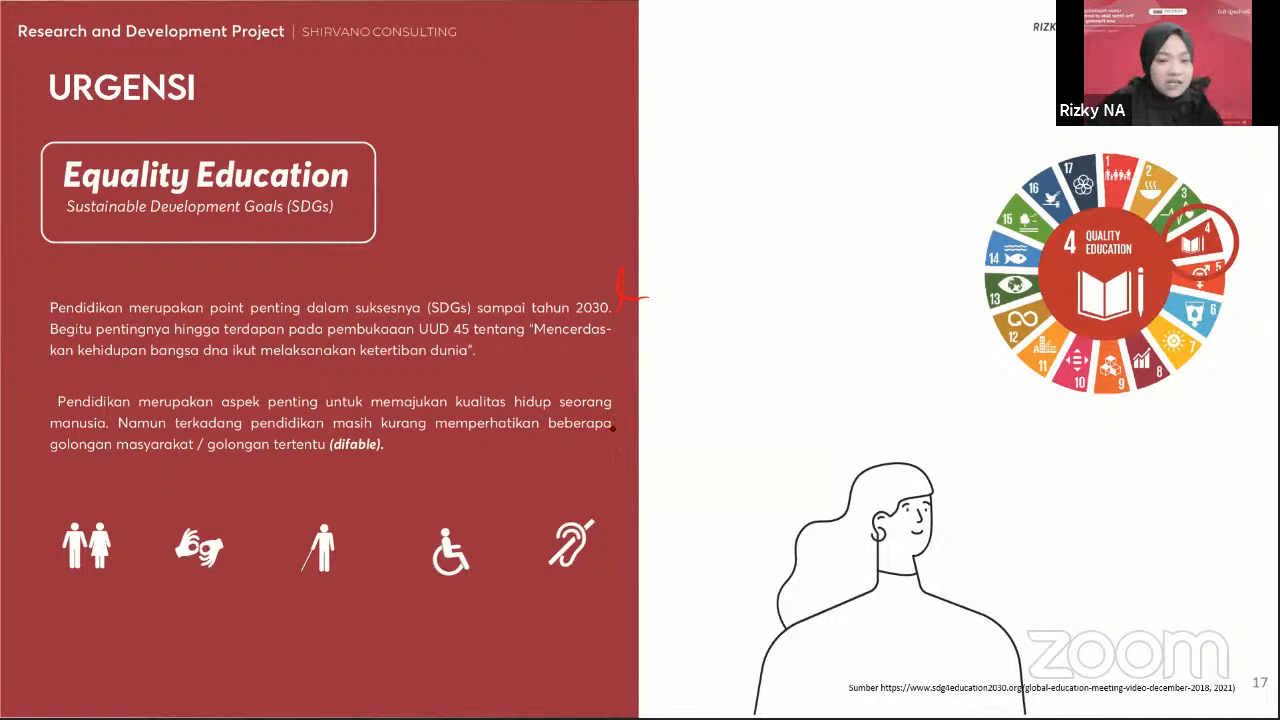 Research and Development Project | SHIRVANO CONSULTING
RIZK
Rizky NA
URGENSI
Equality Education
Sustainable Development Goals (SDGs)
Pendidikan merupakan point penting dalam suksesnya (SDGs) sampai tahun 2030.
Begitu pentingnya hingga terdapan pada pembukaaan UUD 45 tentang “Mencerdas-
kan kehidupan bangsa dna ikut melaksanakan ketertiban dunia”.
Pendidikan merupakan aspek penting untuk memajukan kualitas hidup seorang
manusia. Namun terkadang pendidikan masih kurang memperhatikan beberapa
golongan masyarakat / golongan tertentu (difable).
1
2
3
4
5
6
7
8
9
10
11
12
13
14
15
16
17
4 QUALITY
EDUCATION
zoom
Sumber https://www.sdg4education2030.org/global-education-meeting-video-december-2018, 2021)
17